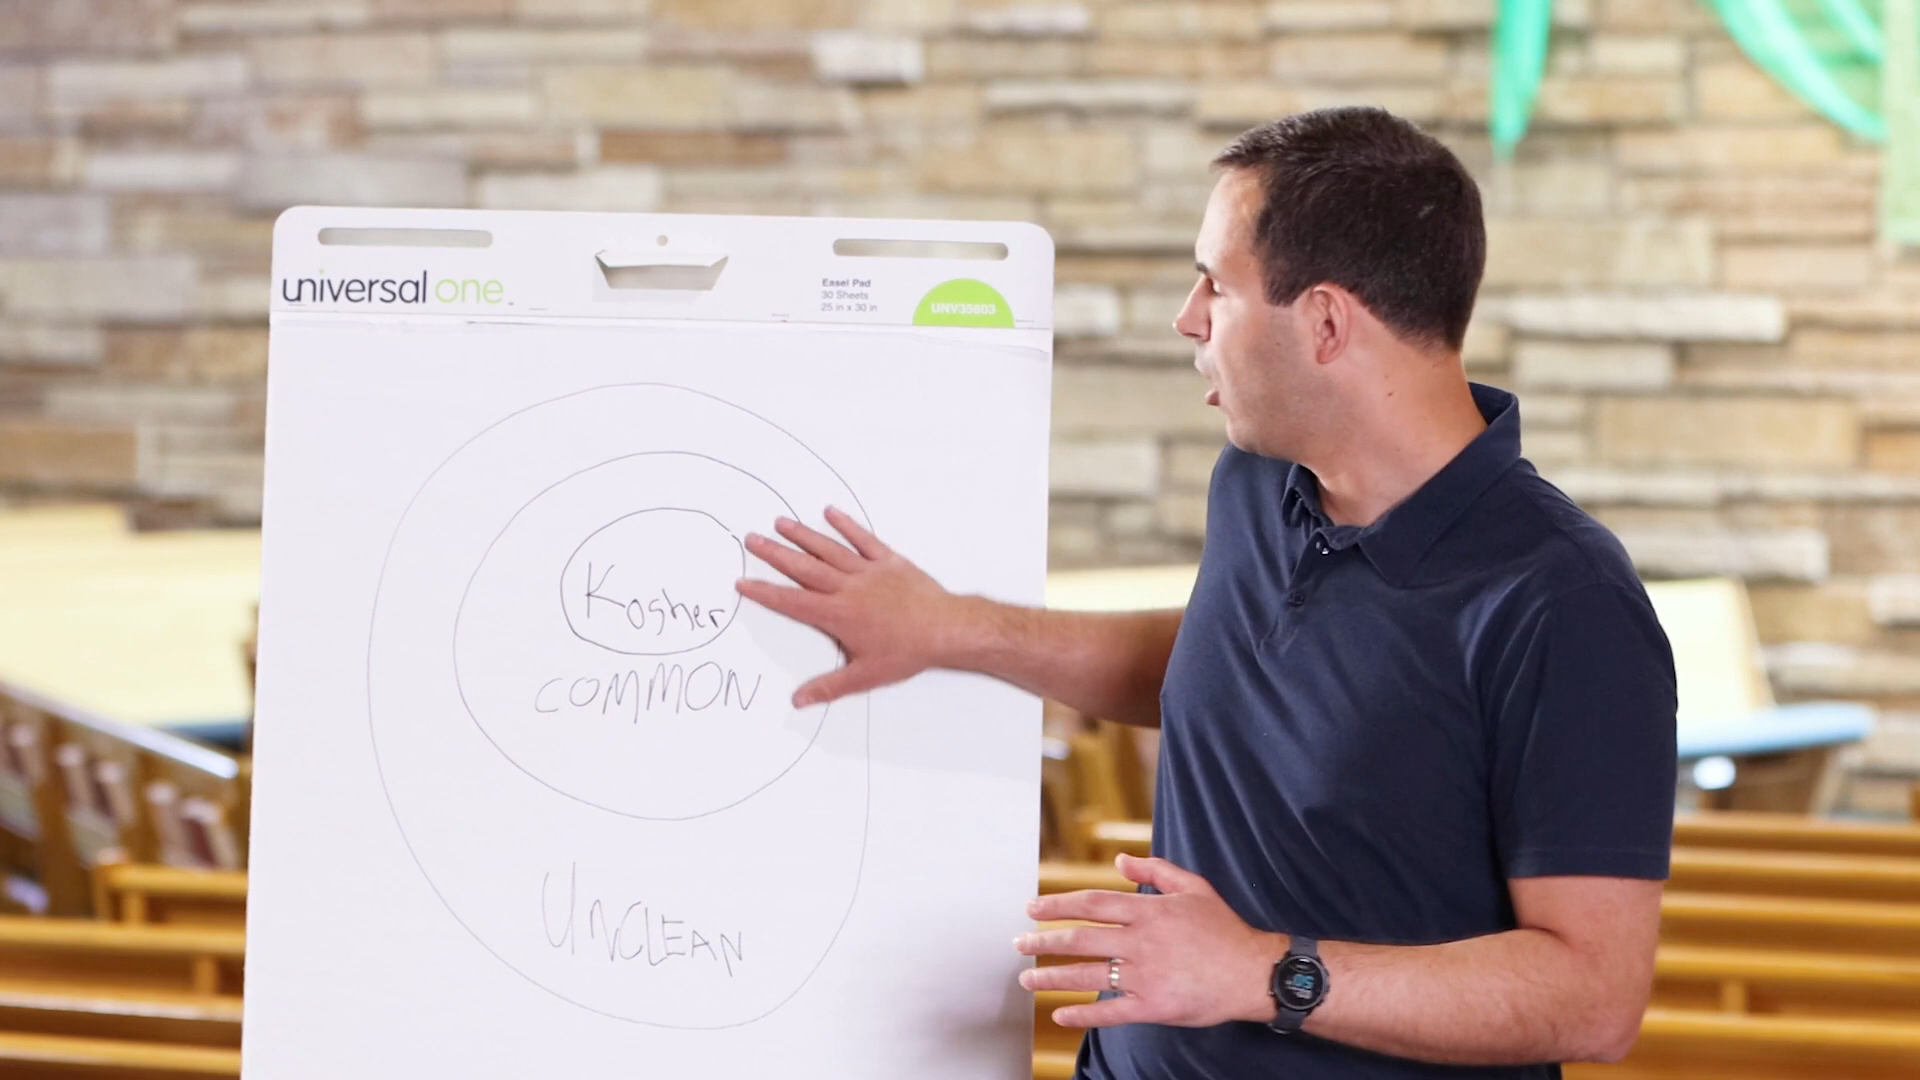 universal one
Easel Pad
30 Sheets
25 in x 30 in
UNV35803
Kosher
COMMON
UNCLEAN